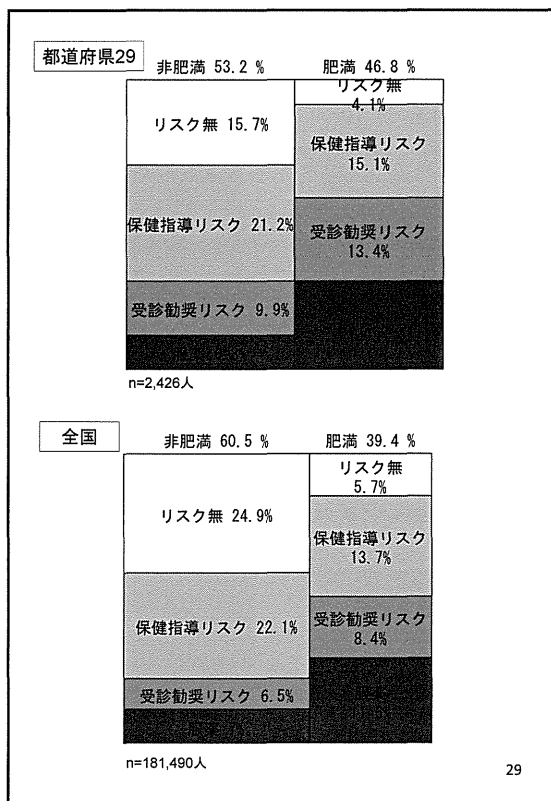 都道府県29
非肥満 53.2 %
肥満 46.8 %
リスク無 15.7%
保健指導リスク 21.2%
受診勧奨リスク 9.9%
リスク無
4.1%
保健指導リスク
15.1%
受診勧奨リスク
13.4%
n=2,426人
全国
非肥満 60.5 %
肥満 39.4 %
リスク無 24.9%
保健指導リスク 22.1%
受診勧奨リスク 6.5%
リスク無
5.7%
保健指導リスク
13.7%
受診勧奨リスク
8.4%
n=181,490人
29